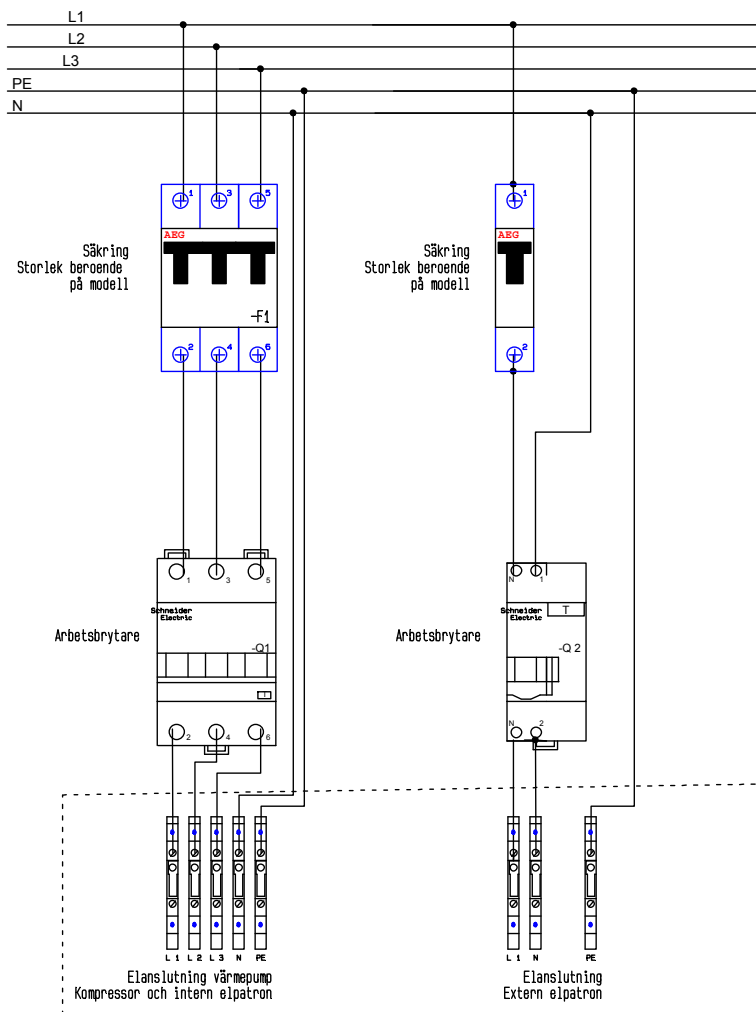 L1
L2
L3
PE
N
1 3 5
1
AEG
AEG
Säkring
Storlek beroende
på modell
Säkring
Storlek beroende
på modell
-F1
2 4 6
2
1 3 5
N 1
Schneider
Electric
Schneider
Electric
T
Arbetsbrytare
-Q1
Arbetsbrytare
-Q 2
T
2 4 6
N 2
L 1 L 2 L 3 N PE
L 1 N PE
Elanslutning värmepump
Kompressor och intern elpatron
Elanslutning
Extern elpatron